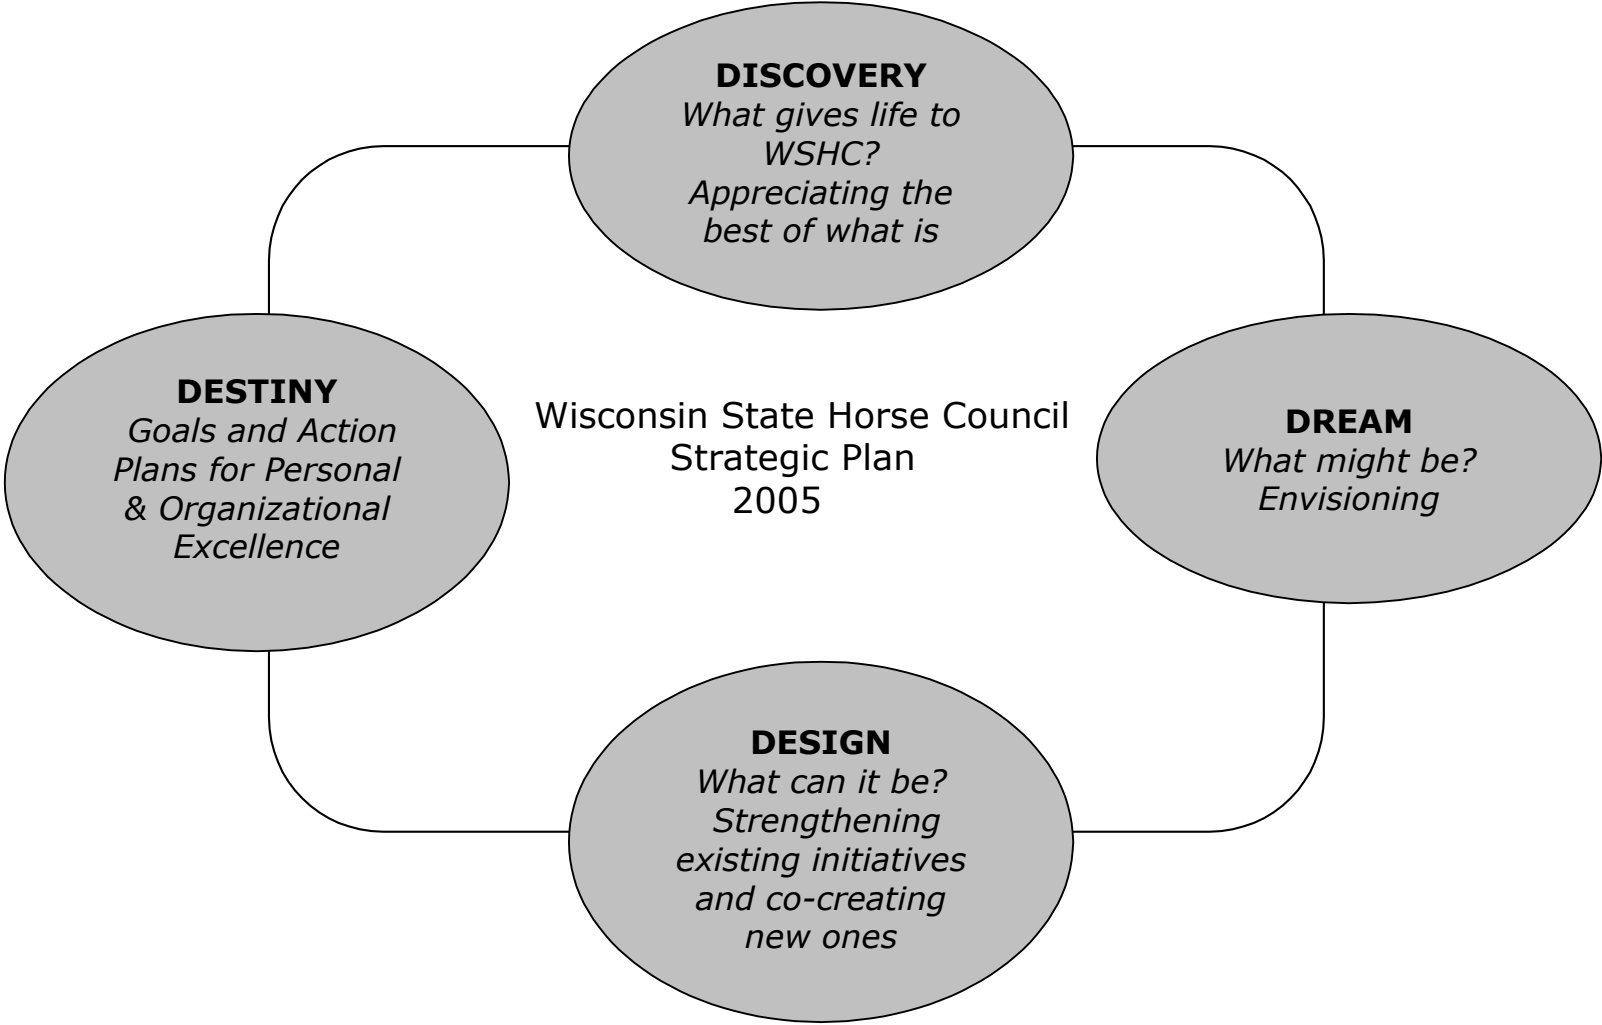 DISCOVERY
What gives life to
WSHC?
Appreciating the
best of what is
DESTINY
Goals and Action
Plans for Personal
& Organizational
Excellence
Wisconsin State Horse Council
Strategic Plan
2005
DREAM
What might be?
Envisioning
DESIGN
What can it be?
Strengthening
existing initiatives
and co-creating
new ones